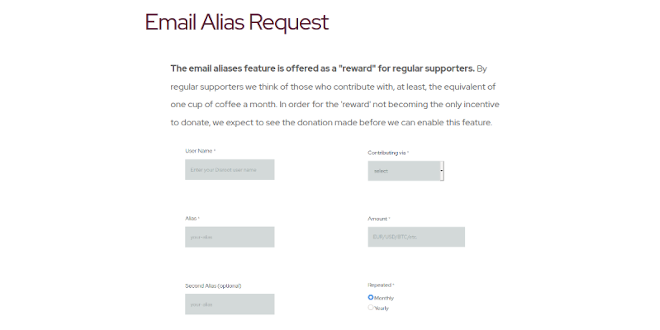 Email Alias Request
The email aliases feature is offered as a "reward" for regular supporters. By
regular supporters we think of those who contribute with, at least, the equivalent of
one cup of coffee a month. In order for the 'reward' not becoming the only incentive
to donate, we expect to see the donation made before we can enable this feature.
User Name *
Contributing via *
Enter your Disroot user name
select
Alias *
Amount *
your alias
EUR/USD/BTC/etc.
Second Alias (optional)
Repeated *
your alias
Monthly
Yearly